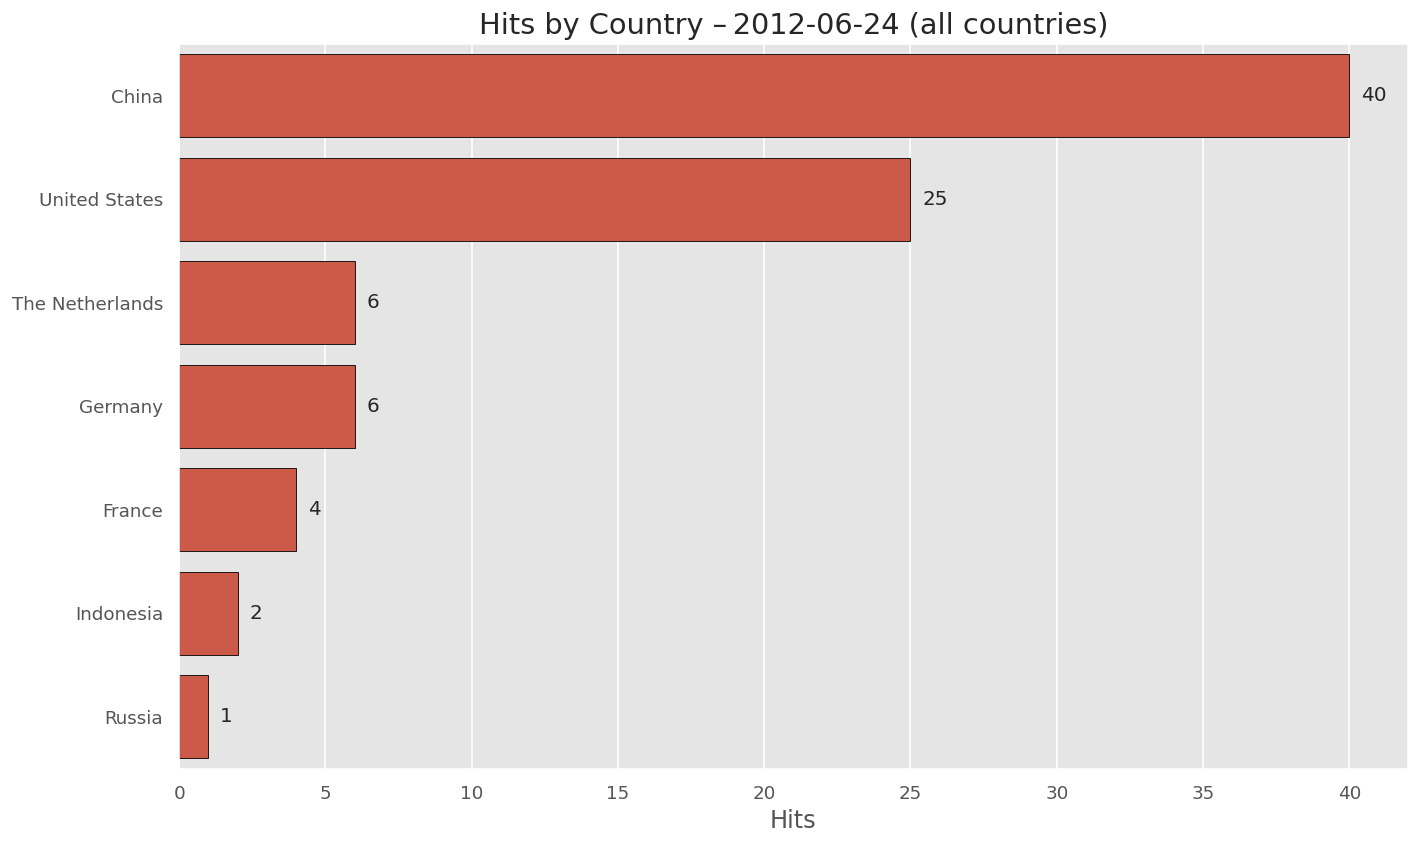 Hits by Country – 2012-06-24 (all countries)
China 40
United States 25
The Netherlands 6
Germany 6
France 4
Indonesia 2
Russia 1
0 5 10 15 20 25 30 35 40
Hits